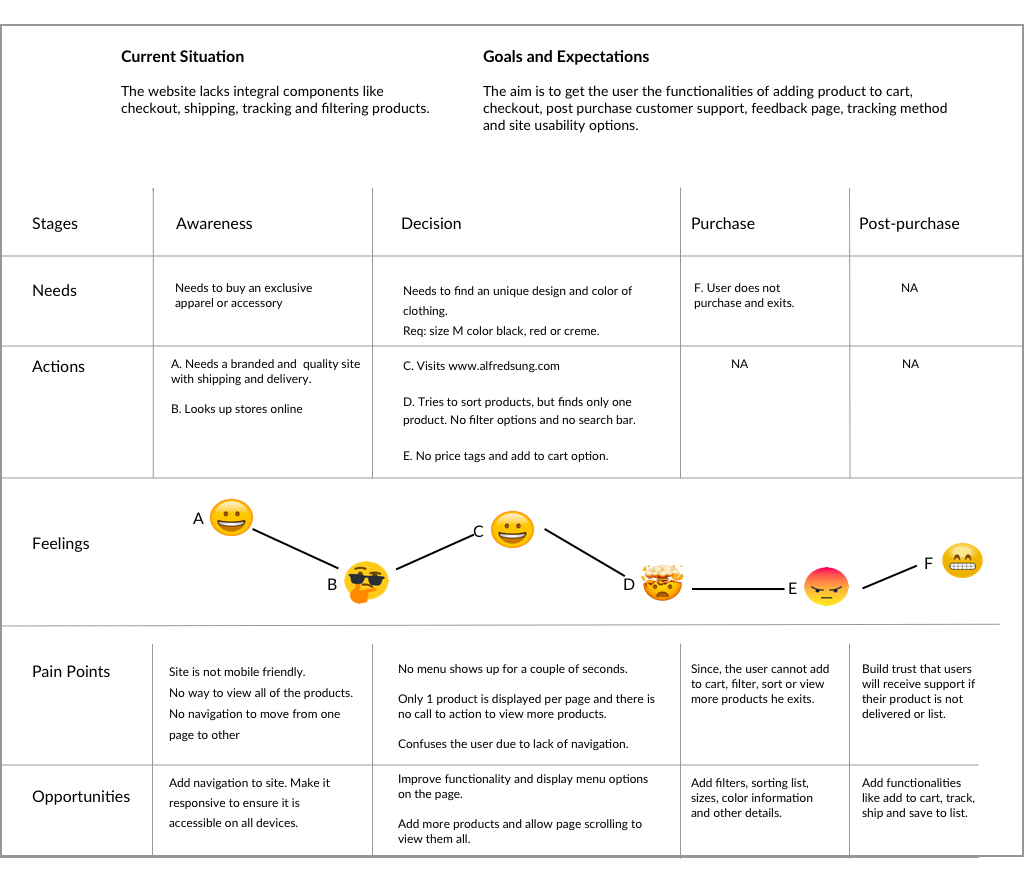 Current Situation
The website lacks integral components like
checkout, shipping, tracking and filtering products.
Goals and Expectations
The aim is to get the user the functionalities of adding product to cart,
checkout, post purchase customer support, feedback page, tracking method
and site usability options.
Stages
Awareness
Decision
Purchase
Post-purchase
Needs
Needs to buy an exclusive
apparel or accessory
Needs to find an unique design and color of
clothing.
Req: size M color black, red or creme.
F. User does not
purchase and exits.
NA
Actions
A. Needs a branded and  quality site
with shipping and delivery.
B. Looks up stores online
C. Visits www.alfredsung.com
D. Tries to sort products, but finds only one
product. No filter options and no search bar.
E. No price tags and add to cart option.
NA
NA
Feelings
A
B
C
D
E
F
Pain Points
Site is not mobile friendly.
No way to view all of the products.
No navigation to move from one
page to other
No menu shows up for a couple of seconds.
Only 1 product is displayed per page and there is
no call to action to view more products.
Confuses the user due to lack of navigation.
Since, the user cannot add
to cart, filter, sort or view
more products he exits.
Build trust that users
will receive support if
their product is not
delivered or list.
Opportunities
Add navigation to site. Make it
responsive to ensure it is
accessible on all devices.
Improve functionality and display menu options
on the page.
Add more products and allow page scrolling to
view them all.
Add filters, sorting list,
sizes, color information
and other details.
Add functionalities
like add to cart, track,
ship and save to list.